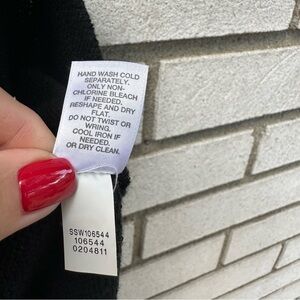 HAND WASH COLD
SEPARATELY.
ONLY NON-
CHLORINE BLEACH
IF NEEDED.
RESHAPE AND DRY
FLAT.
DO NOT TWIST OR
WRING.
COOL IRON IF
NEEDED.
OR DRY CLEAN.
SSW106544
106544
0204811